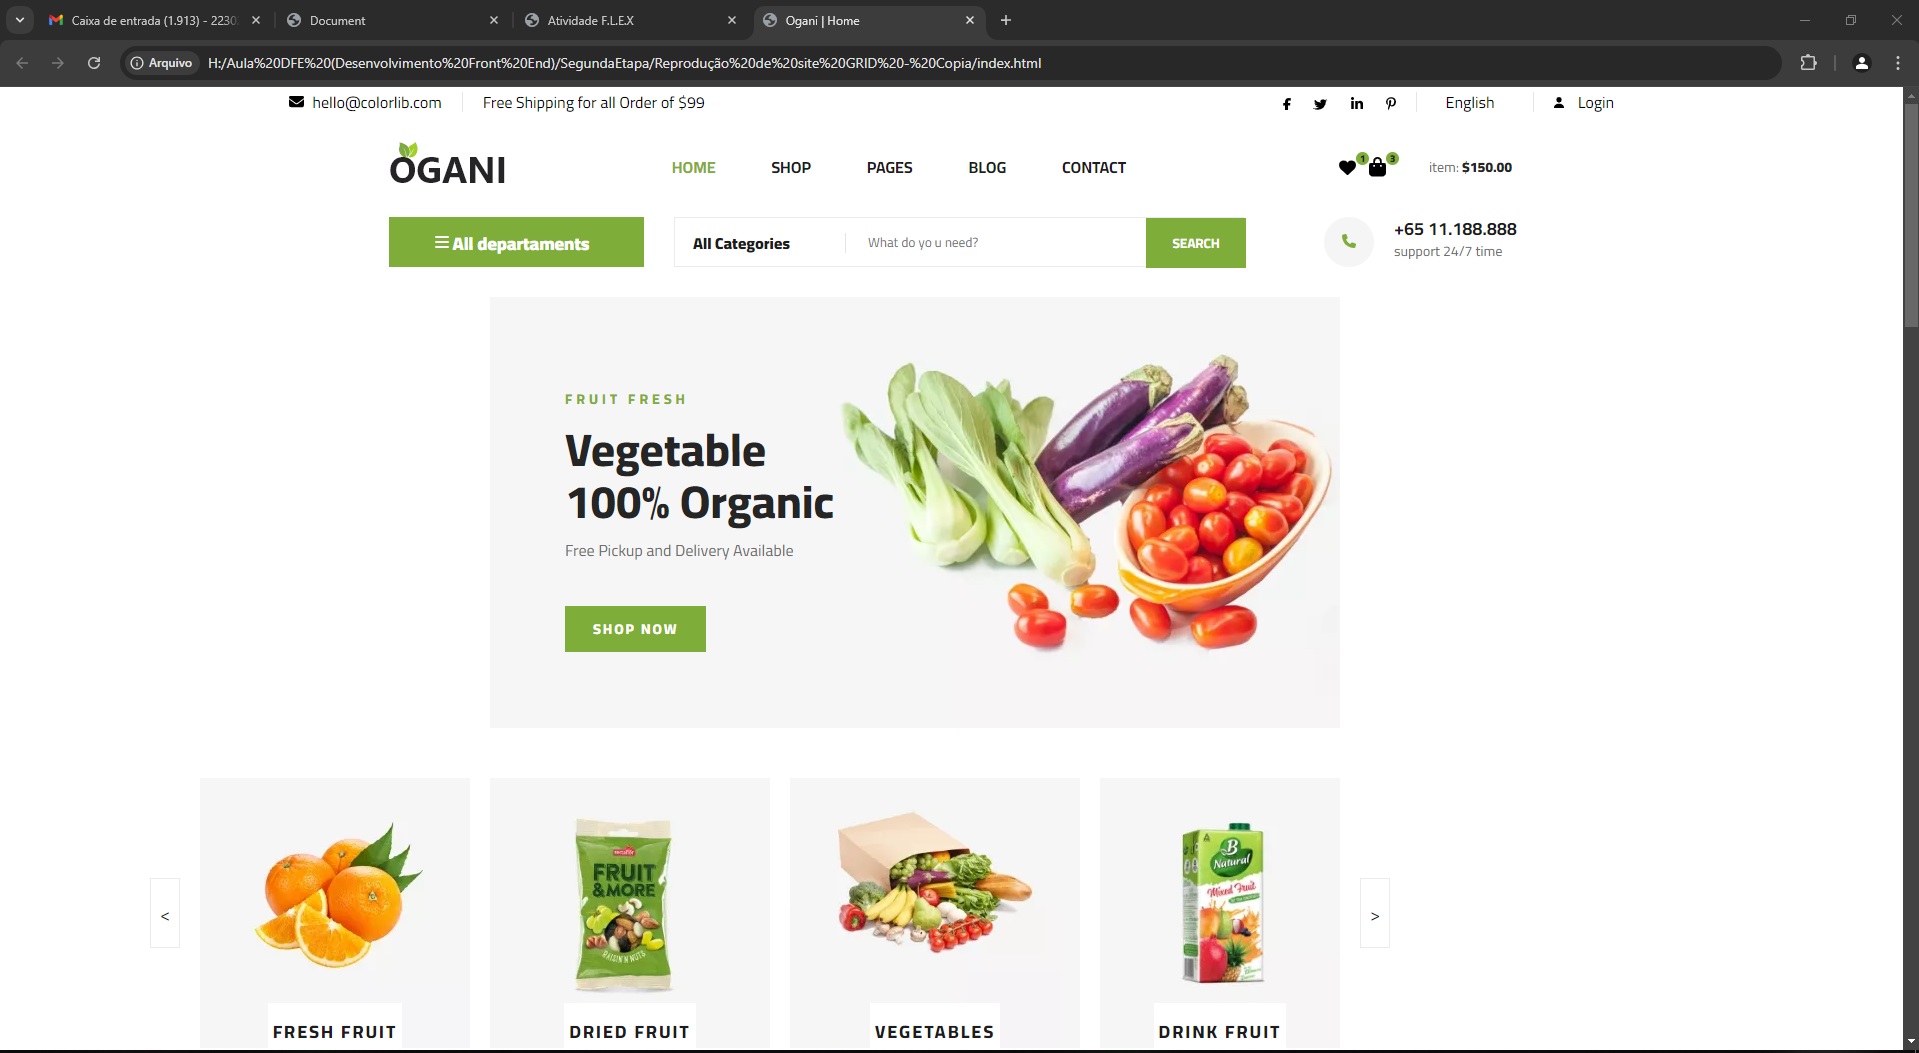 Caixa de entrada (1.913) - 2230
Document
Atividade F.L.E.X
Ogani | Home
Arquivo
H:/Aula%20DFE%20(Desenvolvimento%20Front%20End)/SegundaEtapa/Reprodução%20de%20site%20GRID%20-%20Copia/index.html
hello@colorlib.com
Free Shipping for all Order of $99
English
Login
OGANI
HOME
SHOP
PAGES
BLOG
CONTACT
1
3
item: $150.00
All departaments
All Categories
What do yo u need?
SEARCH
+65 11.188.888
support 24/7 time
FRUIT FRESH
Vegetable
100% Organic
Free Pickup and Delivery Available
SHOP NOW
<
FRUIT
&MORE
RAISIN N NUTS
B
Natural
Mixed Fruit
>
FRESH FRUIT
DRIED FRUIT
VEGETABLES
DRINK FRUIT